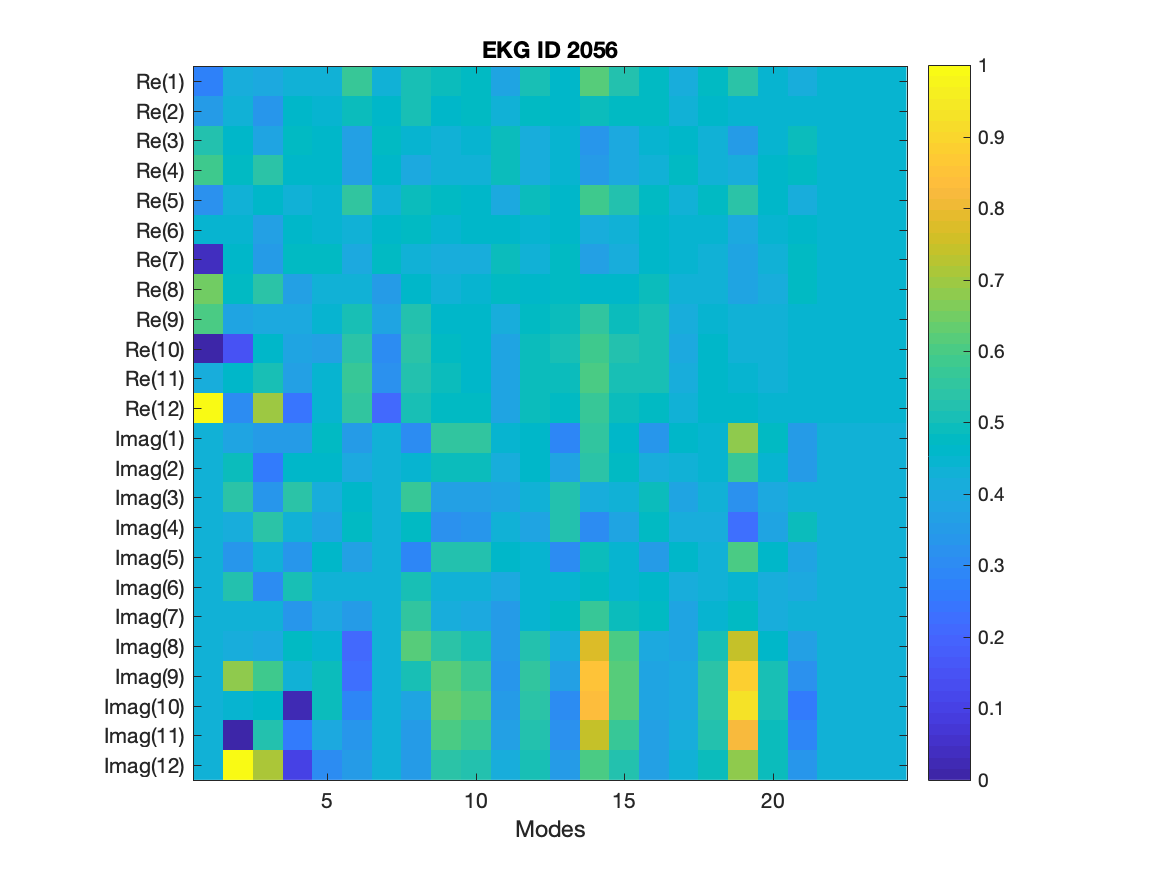 EKG ID 2056
Re(1)
Re(2)
Re(3)
Re(4)
Re(5)
Re(6)
Re(7)
Re(8)
Re(9)
Re(10)
Re(11)
Re(12)
Imag(1)
Imag(2)
Imag(3)
Imag(4)
Imag(5)
Imag(6)
Imag(7)
Imag(8)
Imag(9)
Imag(10)
Imag(11)
Imag(12)
5 10 15 20
Modes
1
0.9
0.8
0.7
0.6
0.5
0.4
0.3
0.2
0.1
0